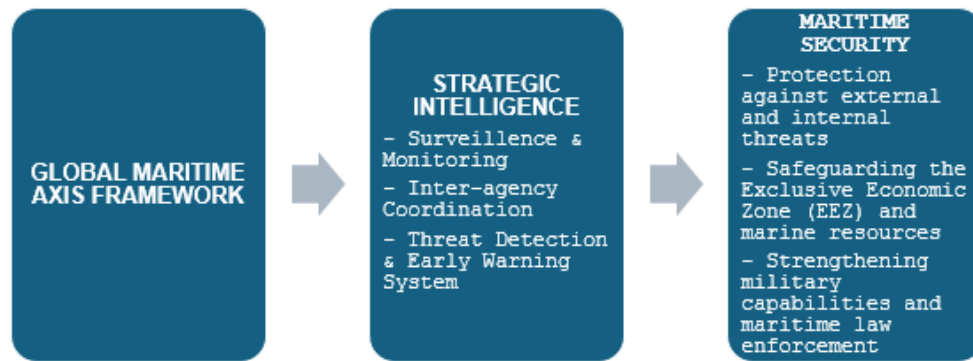 GLOBAL MARITIME
AXIS FRAMEWORK
STRATEGIC
INTELLIGENCE
– Surveillence &
Monitoring
– Inter-agency
Coordination
– Threat Detection
& Early Warning
System
MARITIME
SECURITY
– Protection
against external
and internal
threats
– Safeguarding the
Exclusive Economic
Zone (EEZ) and
marine resources
– Strengthening
military
capabilities and
maritime law
enforcement